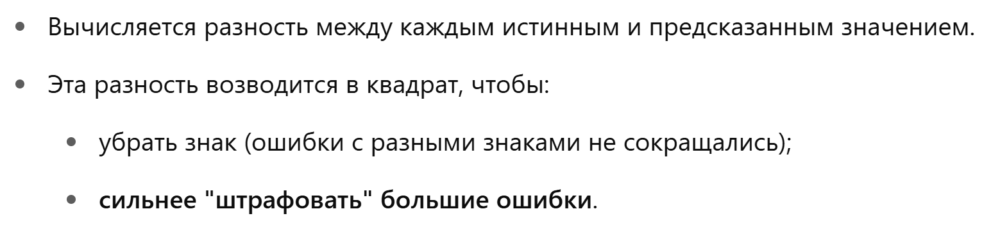 Вычисляется разность между каждым истинным и предсказанным значением.
Эта разность возводится в квадрат, чтобы:
убрать знак (ошибки с разными знаками не сокращались);
сильнее "штрафовать" большие ошибки.